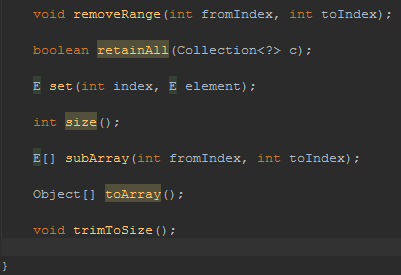 void removeRange(int fromIndex, int toIndex);
boolean retainAll(Collection<?> c);
E set(int index, E element);
int size();
E[] subArray(int fromIndex, int toIndex);
Object[] toArray();
void trimToSize();
}